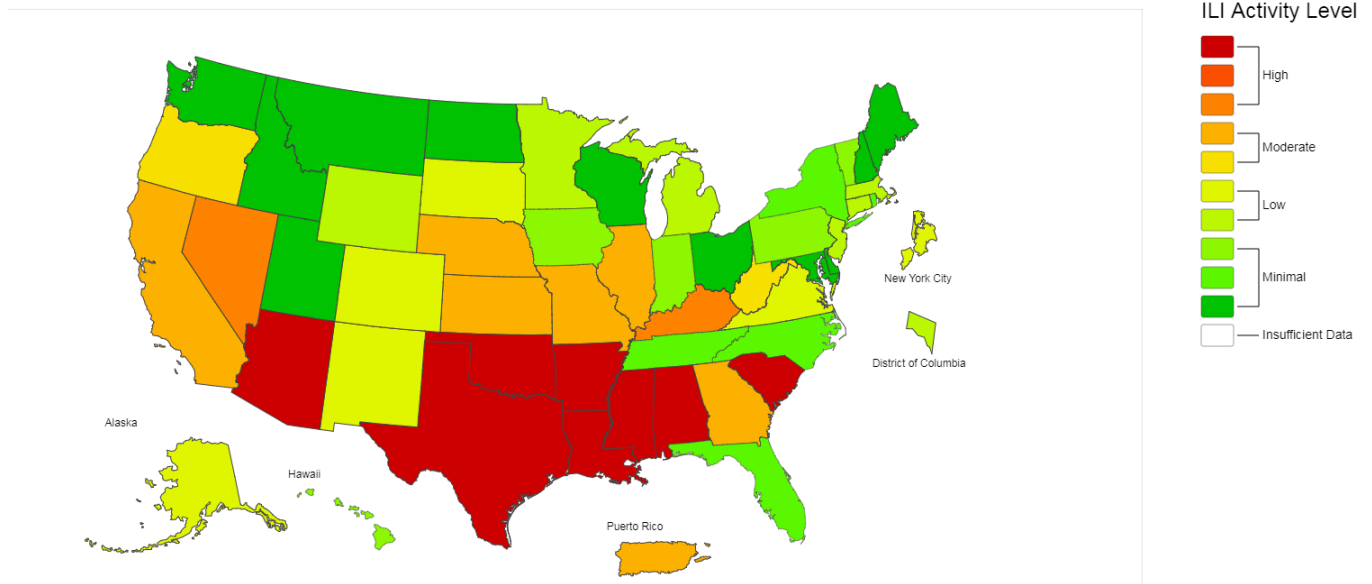 ILI Activity Level
High
Moderate
Low
Minimal
Insufficient Data
New York City
District of Columbia
Alaska
Hawaii
Puerto Rico